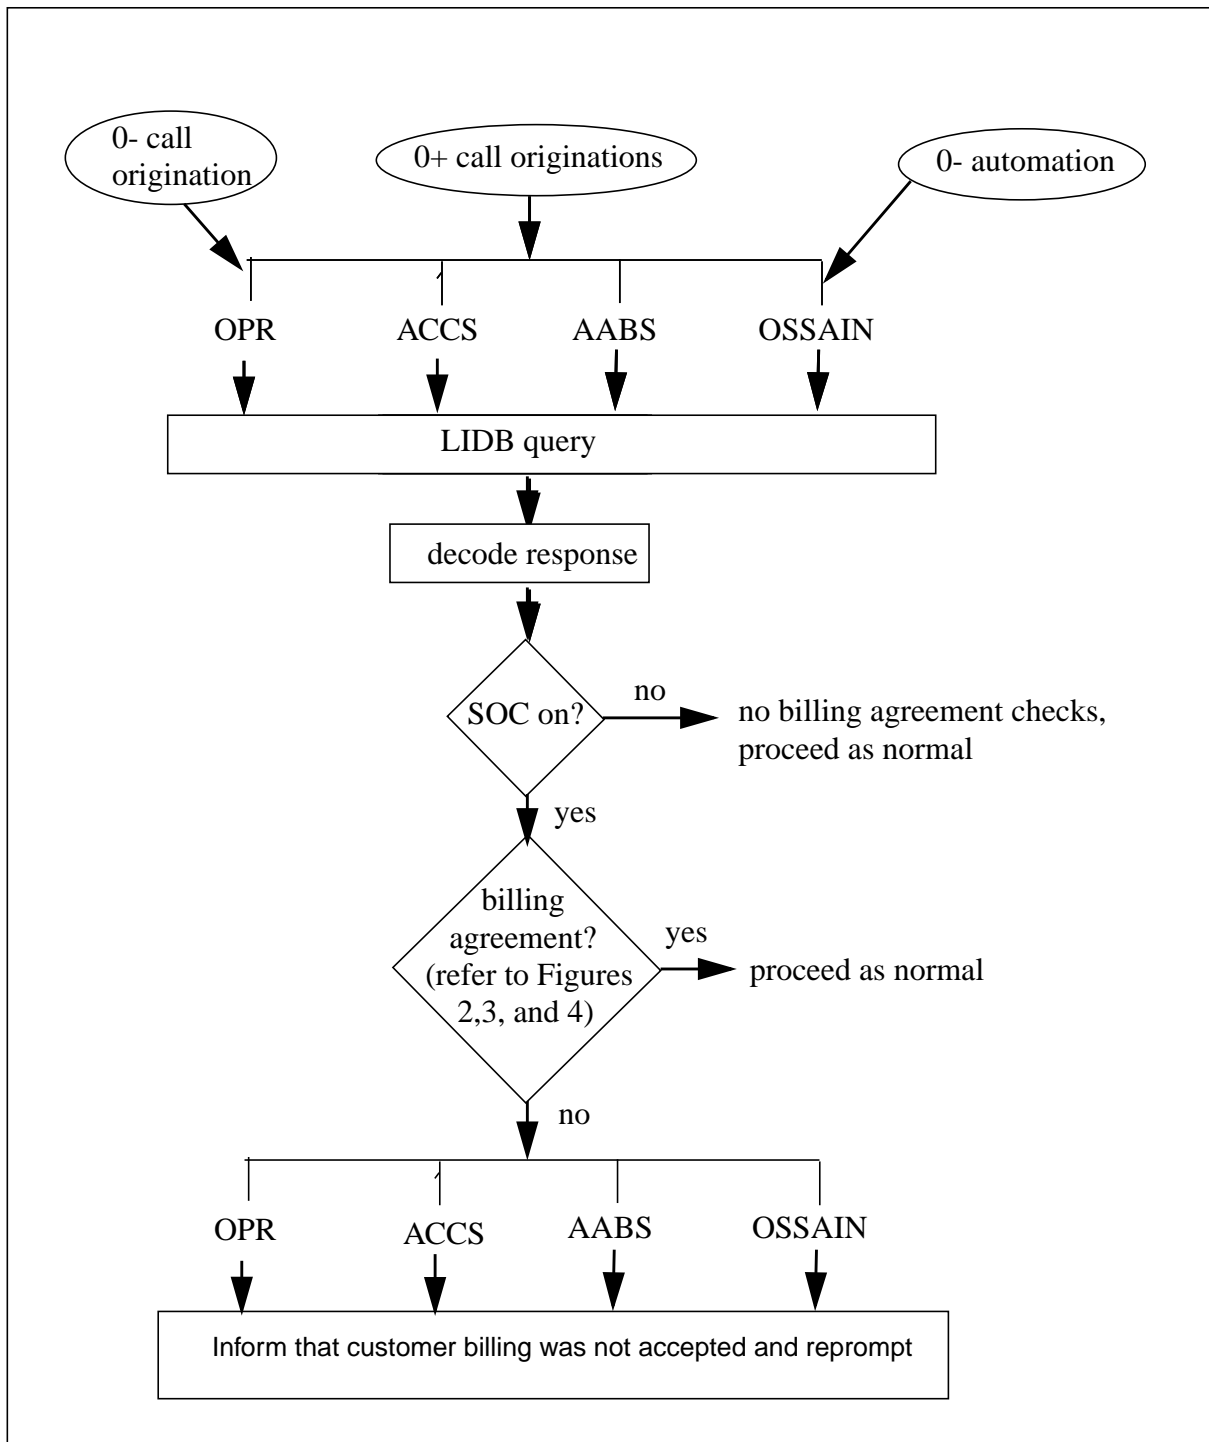 0- call
origination
0+ call originations
0- automation
OPR
ACCS
AABS
OSSAIN
LIDB query
decode response
SOC on?
no
no billing agreement checks,
proceed as normal
yes
billing
agreement?
(refer to Figures
2,3, and 4)
yes
proceed as normal
no
OPR
ACCS
AABS
OSSAIN
Inform that customer billing was not accepted and reprompt